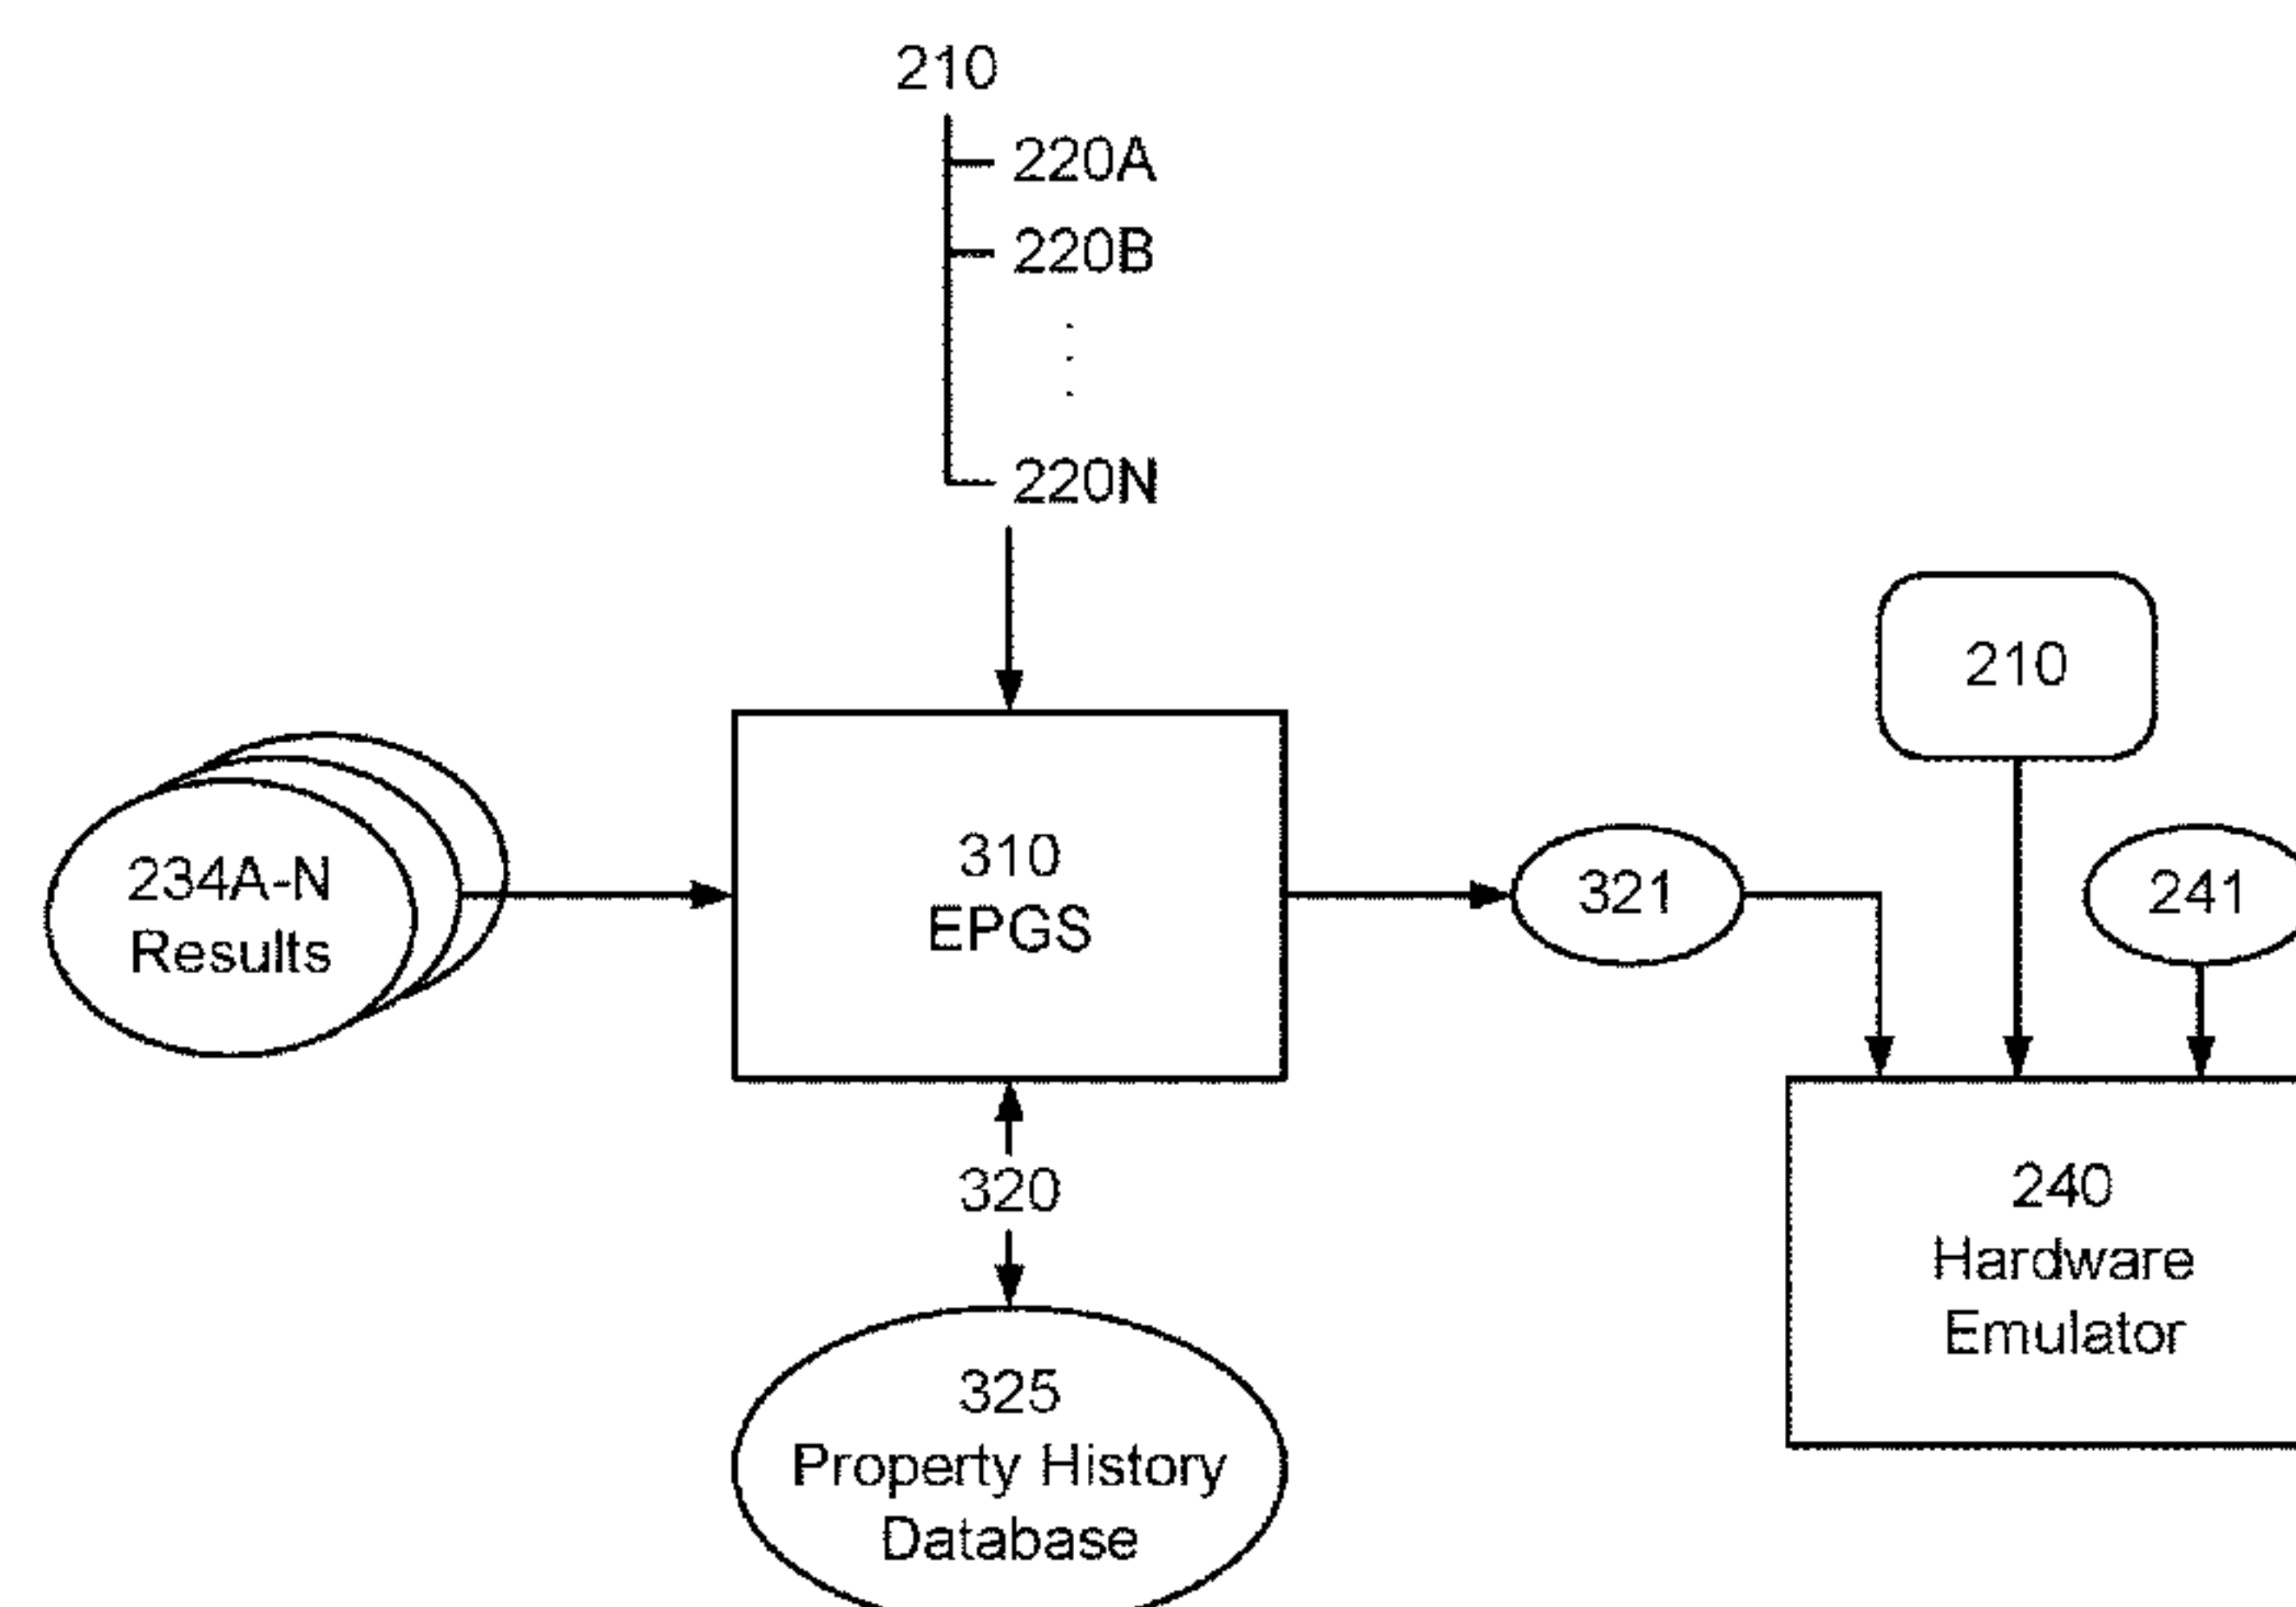 210
220A
220B
220N
210
234A-N
Results
310
EPGS
321
241
320
240
Hardware
Emulator
325
Property History
Database